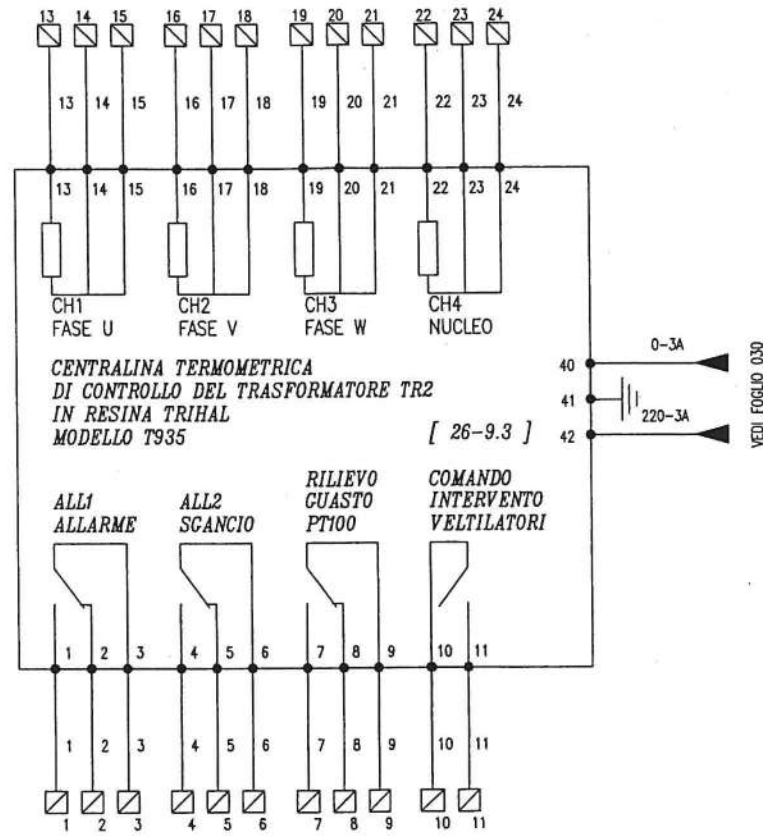 13 14 15 16 17 18 19 20 21 22 23 24
13 14 15 16 17 18 19 20 21 22 23 24
13 14 15 16 17 18 19 20 21 22 23 24
CH1
FASE U
CH2
FASE V
CH3
FASE W
CH4
NUCLEO
CENTRALINA TERMOMETRICA
DI CONTROLLO DEL TRASFORMATORE TR2
IN RESINA TRIHAL
MODELLO T935
[ 26-9.3 ]
40
0-3A
41
220-3A
42
VEDI FOGLIO 030
ALL1
ALLARME
ALL2
SGANCIO
RILIEVO
GUASTO
PT100
COMANDO
INTERVENTO
VELTILATORI
1 2 3 4 5 6 7 8 9 10 11
1 2 3 4 5 6 7 8 9 10 11
1 2 3 4 5 6 7 8 9 10 11